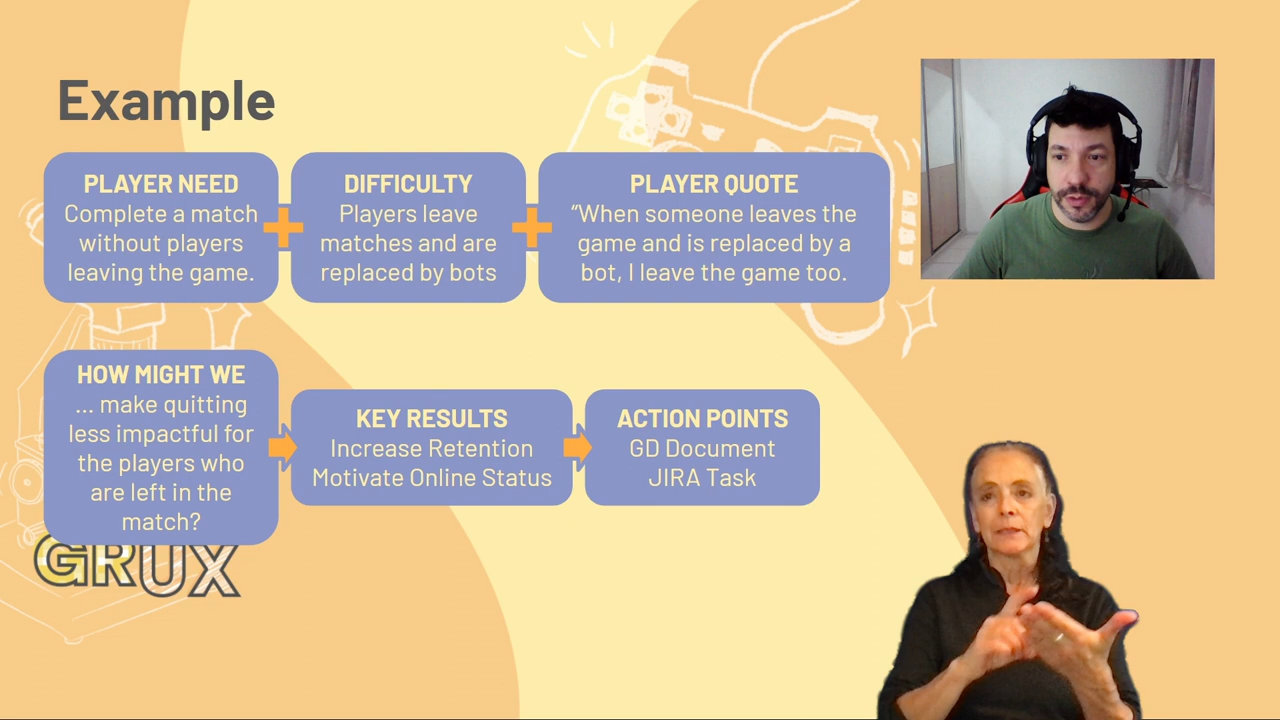 Example
PLAYER NEED
Complete a match
without players
leaving the game.
DIFFICULTY
Players leave
matches and are
replaced by bots
PLAYER QUOTE
“When someone leaves the
game and is replaced by a
bot, I leave the game too.
HOW MIGHT WE
... make quitting
less impactful for
the players who
are left in the
match?
KEY RESULTS
Increase Retention
Motivate Online Status
ACTION POINTS
GD Document
JIRA Task
GRUX